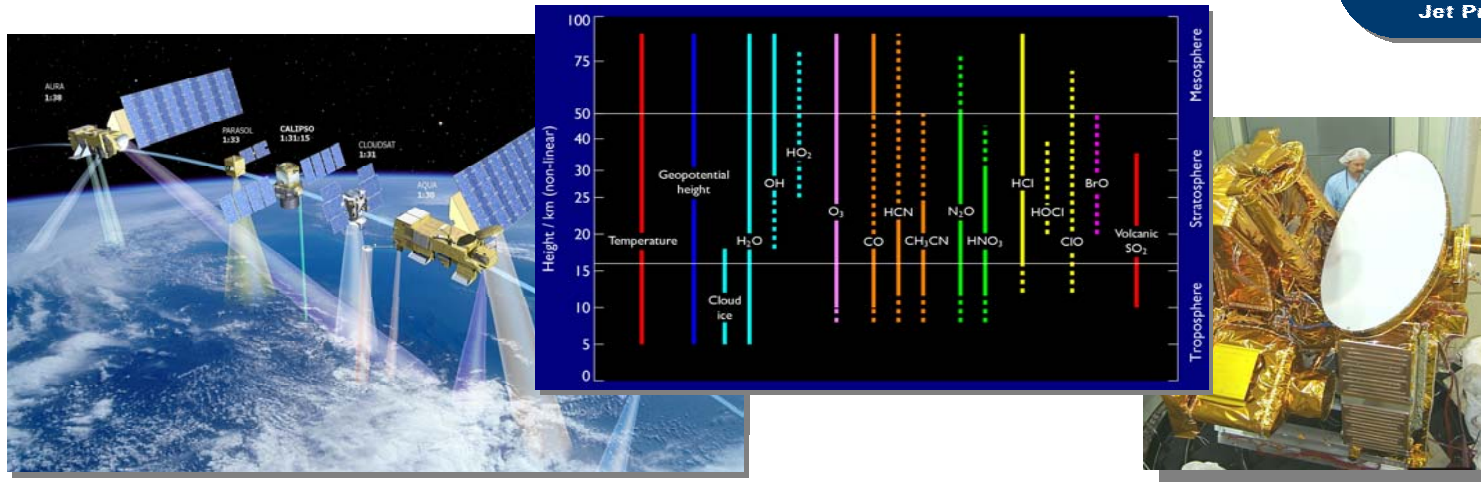 Jet P
AURA
1:38
PARASOL
1:33
CALIPSO
1:31:15
CLOUDSAT
1:31
AQUA
1:30
Height / km (non-linear)
100
75
50
40
30
25
20
15
10
5
0
Temperature
Geopotential
height
Cloud
ice
H₂O
OH
HO₂
O₃
CO
HCN
CH₃CN
N₂O
HNO₃
HCl
HOCl
ClO
BrO
Volcanic
SO₂
Mesosphere
Stratosphere
Troposphere